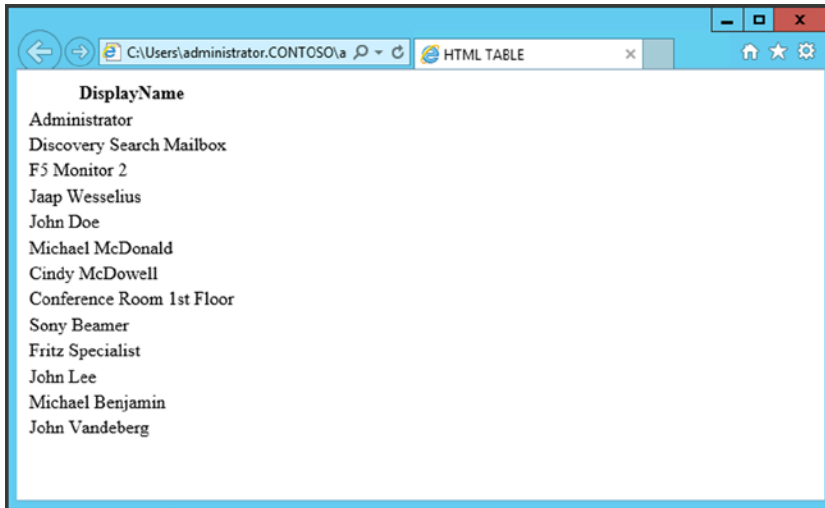 C:\Users\administrator.CONTOSO\a
HTML TABLE
DisplayName
Administrator
Discovery Search Mailbox
F5 Monitor 2
Jaap Wesselius
John Doe
Michael McDonald
Cindy McDowell
Conference Room 1st Floor
Sony Beamer
Fritz Specialist
John Lee
Michael Benjamin
John Vandeberg